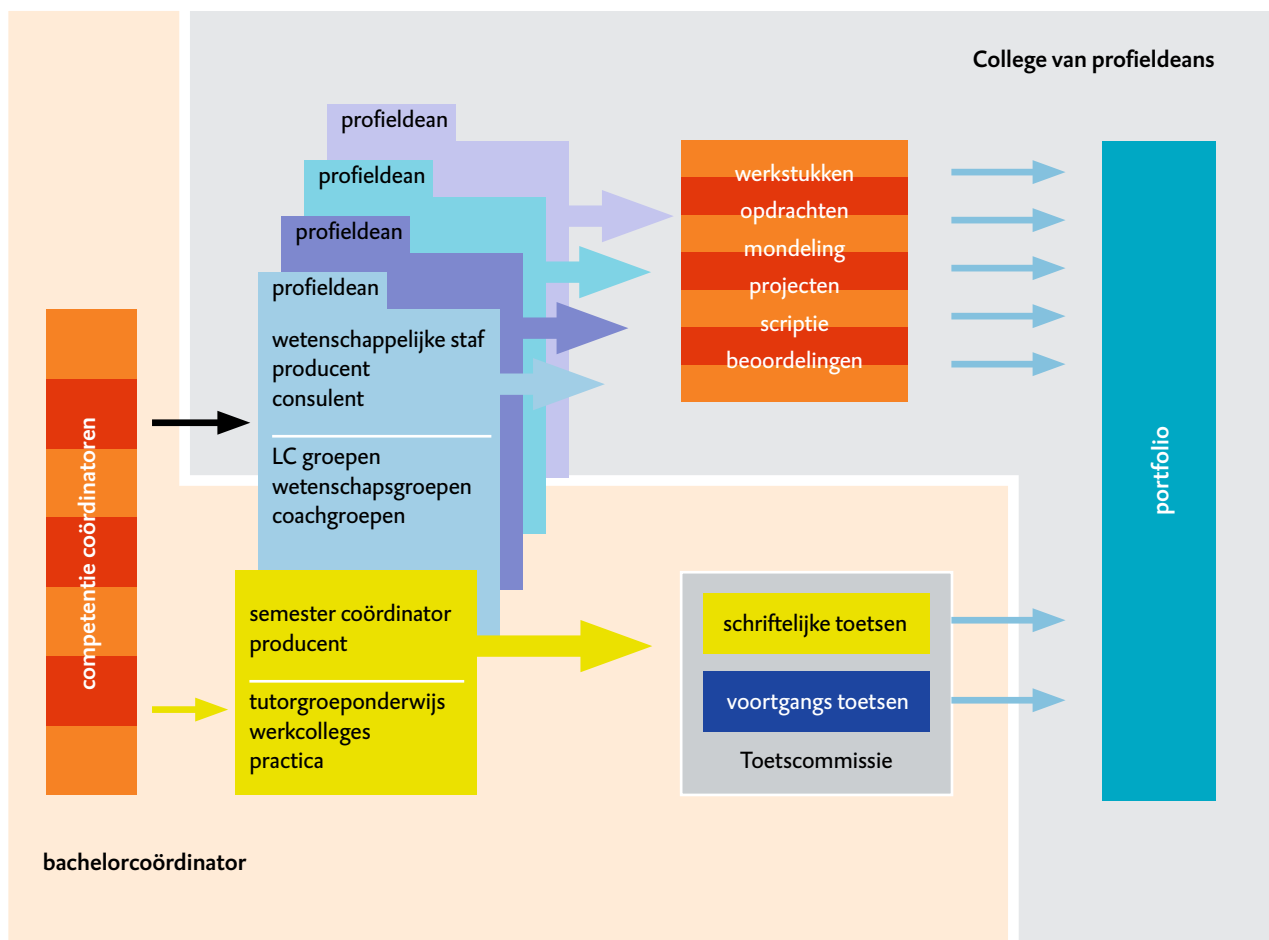 College van profieldeans
profieldean
profieldean
profieldean
profieldean
wetenschappelijke staf
producent
consulent
LC groepen
wetenschapsgroepen
coachgroepen
werkstukken
opdrachten
mondeling
projecten
scriptie
beoordelingen
portfolio
competentie coördinatoren
semester coördinator
producent
tutorgroeponderwijs
werkcolleges
practica
schriftelijke toetsen
voortgangs toetsen
Toetscommissie
bachelorcoördinator